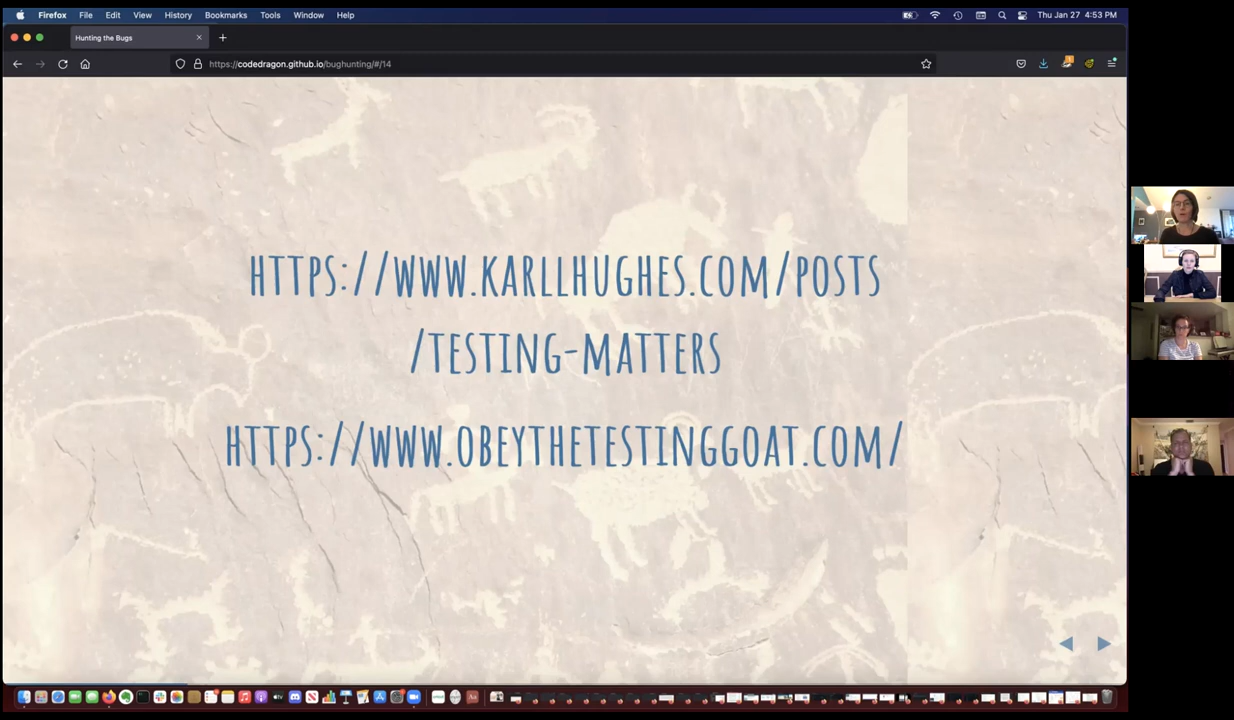 Firefox File Edit View History Bookmarks Tools Window Help Thu Jan 27 4:53 PM
Hunting the Bugs
https://codedragon.github.io/bughunting/#/14
HTTPS://WWW.KARLLHUGHES.COM/POSTS
/TESTING-MATTERS
HTTPS://WWW.OBEYTHETESTINGGOAT.COM/